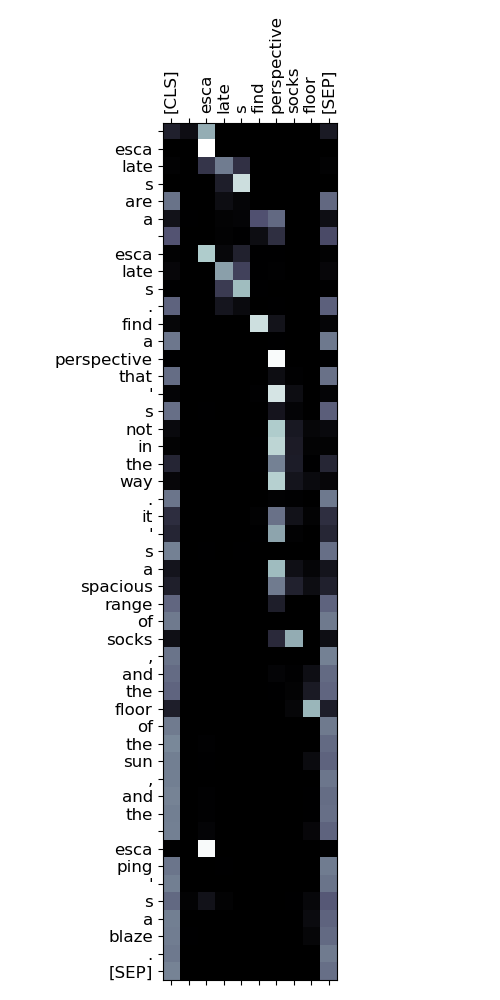 [CLS]
esca
late
s
find
perspective
socks
floor
[SEP]
esca
late
s
are
a
esca
late
s
.
find
a
perspective
that
'
s
not
in
the
way
.
it
'
s
a
spacious
range
of
socks
,
and
the
floor
of
the
sun
,
and
the
esca
ping
'
s
a
blaze
.
[SEP]